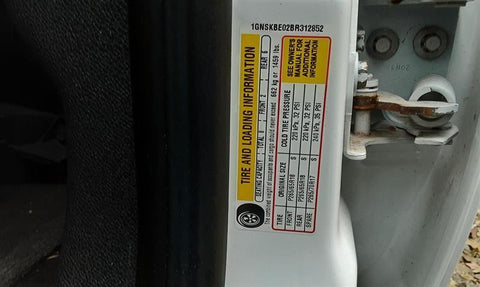 1GNSKBE02BR312852
TIRE AND LOADING INFORMATION
SEATING CAPACITY TOTAL 8 FRONT 2 REAR 6
The combined weight of occupants and cargo should never exceed 662 kg or 1459 lbs.
TIRE ORIGINAL SIZE COLD TIRE PRESSURE
FRONT P265/65R18 S 220 kPa, 32 PSI
REAR P265/65R18 S 220 kPa, 32 PSI
SPARE P265/70R17 S 240 kPa, 35 PSI
SEE OWNER'S
MANUAL FOR
ADDITIONAL
INFORMATION